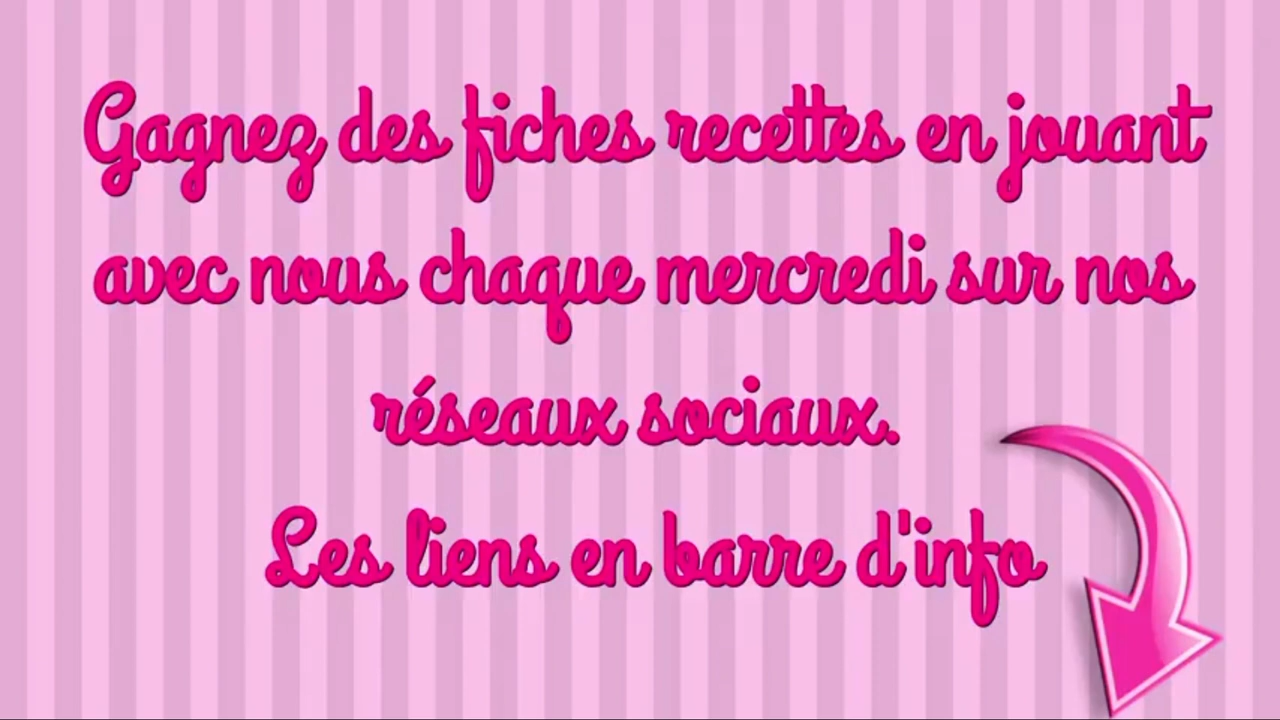 Gagnez des fiches recettes en jouant
avec nous chaque mercredi sur nos
réseaux sociaux.
Les liens en barre d'info